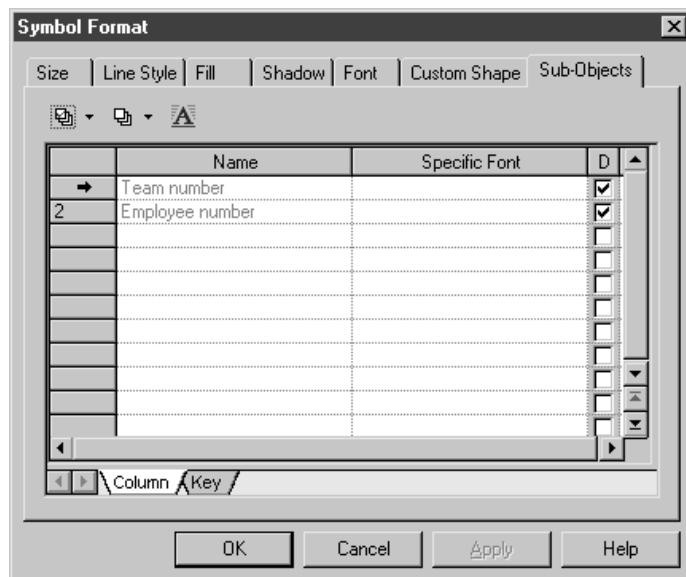 Symbol Format
Size Line Style Fill Shadow Font Custom Shape Sub-Objects
A
Name Specific Font D
Team number
2 Employee number
Column Key
OK Cancel Apply Help